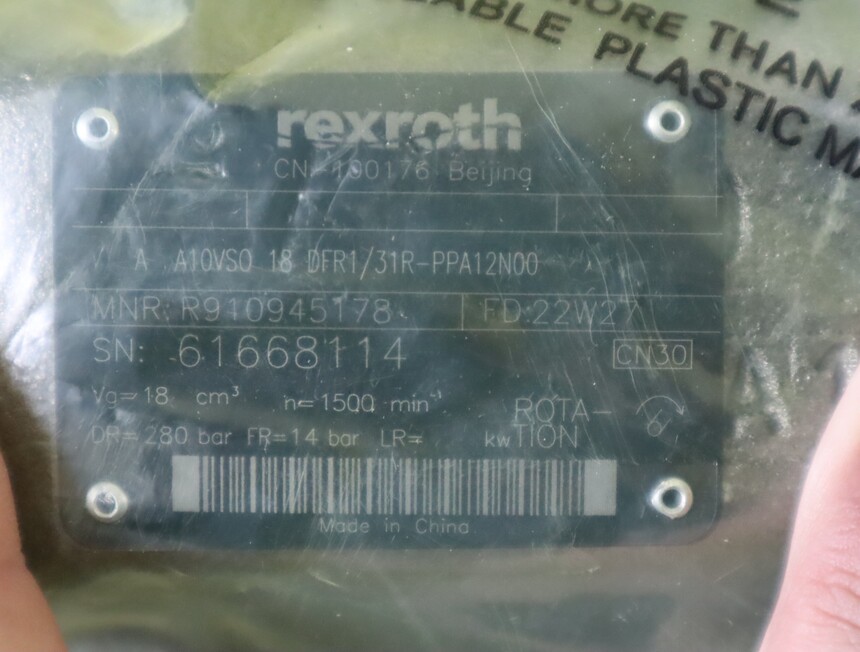 MORE THAN
ABLE PLASTIC
rexroth
CN-100176 Beijing
A A10VSO 18 DFR1/31R-PPA12N00
MNR: R910945178 FD:22W27
SN: 61668114 CN30
Vg= 18 cm³ n= 1500 min⁻¹ ROTA-
DR= 280 bar FR= 14 bar LR= kw TION
Made in China